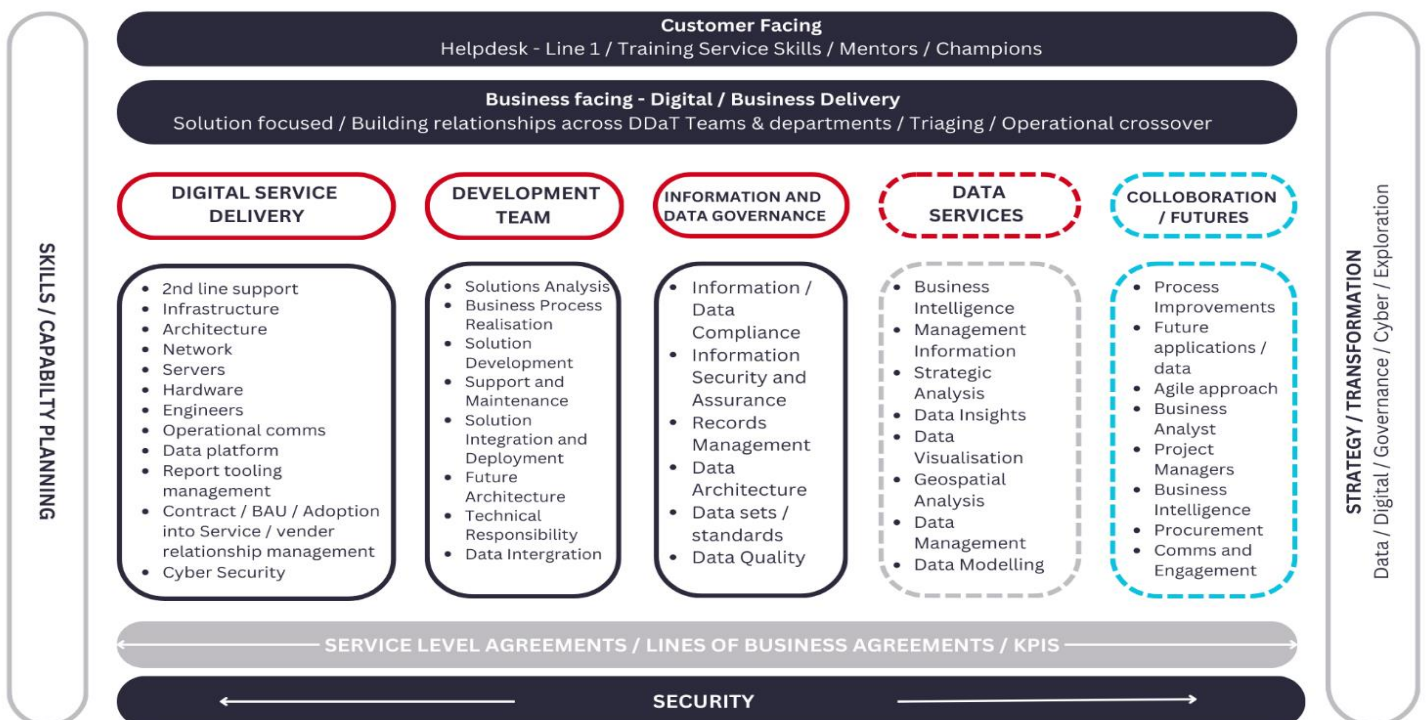 Customer Facing
Helpdesk - Line 1 / Training Service Skills / Mentors / Champions
Business facing - Digital / Business Delivery
Solution focused / Building relationships across DDaT Teams & departments / Triaging / Operational crossover
SKILLS / CAPABILTY PLANNING
DIGITAL SERVICE
DELIVERY
• 2nd line support
• Infrastructure
• Architecture
• Network
• Servers
• Hardware
• Engineers
• Operational comms
• Data platform
• Report tooling
management
• Contract / BAU / Adoption
into Service / vender
relationship management
• Cyber Security
DEVELOPMENT
TEAM
• Solutions Analysis
• Business Process
Realisation
• Solution
Development
• Support and
Maintenance
• Solution
Integration and
Deployment
• Future
Architecture
• Technical
Responsibility
• Data Intergration
INFORMATION AND
DATA GOVERNANCE
• Information /
Data
Compliance
• Information
Security and
Assurance
• Records
Management
• Data
Architecture
• Data sets /
standards
• Data Quality
DATA
SERVICES
• Business
Intelligence
• Management
Information
• Strategic
Analysis
• Data Insights
• Data
Visualisation
• Geospatial
Analysis
• Data
Management
• Data Modelling
COLLOBORATION
/ FUTURES
• Process
Improvements
• Future
applications /
data
• Agile approach
• Business
Analyst
• Project
Managers
• Business
Intelligence
• Procurement
• Comms and
Engagement
STRATEGY / TRANSFORMATION
Data / Digital / Governance / Cyber / Exploration
SERVICE LEVEL AGREEMENTS / LINES OF BUSINESS AGREEMENTS / KPIS
SECURITY